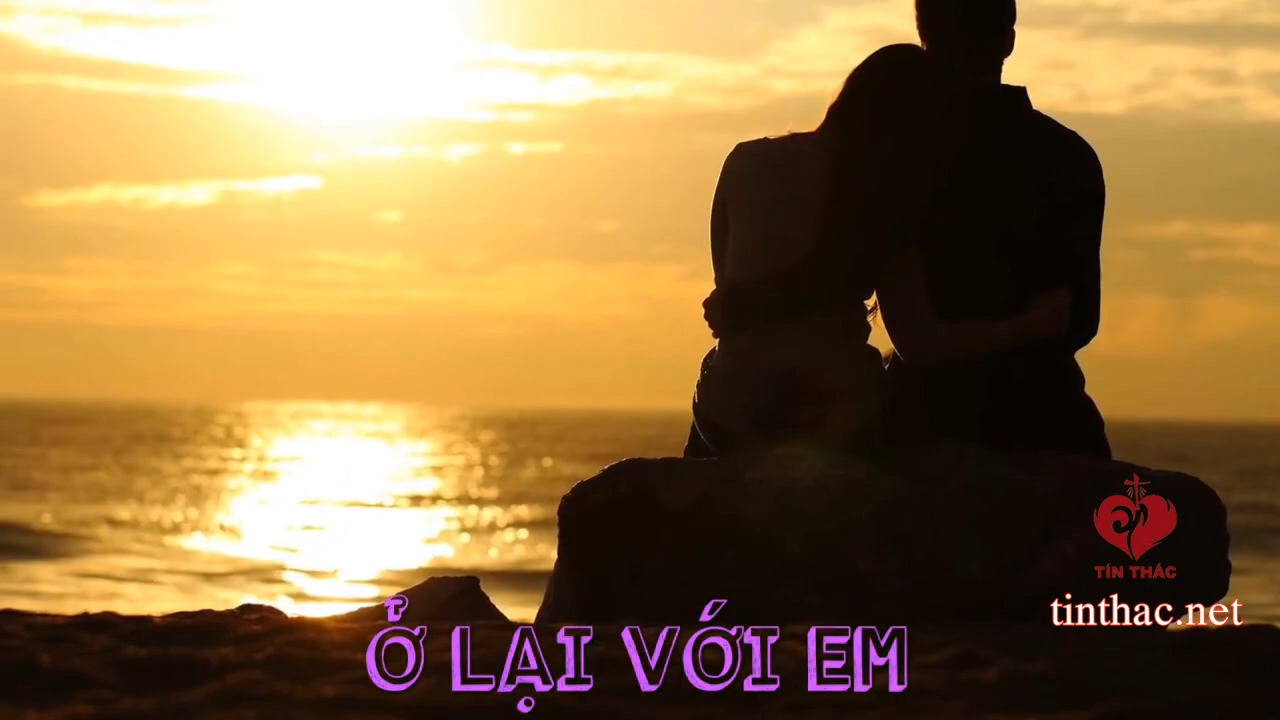 TÍN THÁC
tinthac.net
Ở LẠI VỚI EM